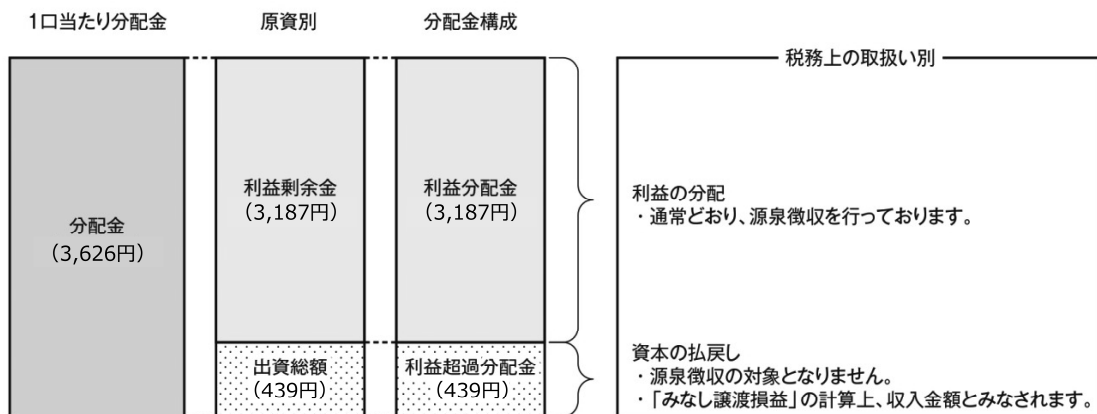 1口当たり分配金
原資別
分配金構成
税務上の取扱い別
分配金
（3,626円）
利益剰余金
（3,187円）
利益分配金
（3,187円）
利益の分配
・通常どおり、源泉徴収を行っております。
出資総額
（439円）
利益超過分配金
（439円）
資本の払戻し
・源泉徴収の対象となりません。
・「みなし譲渡損益」の計算上、収入金額とみなされます。